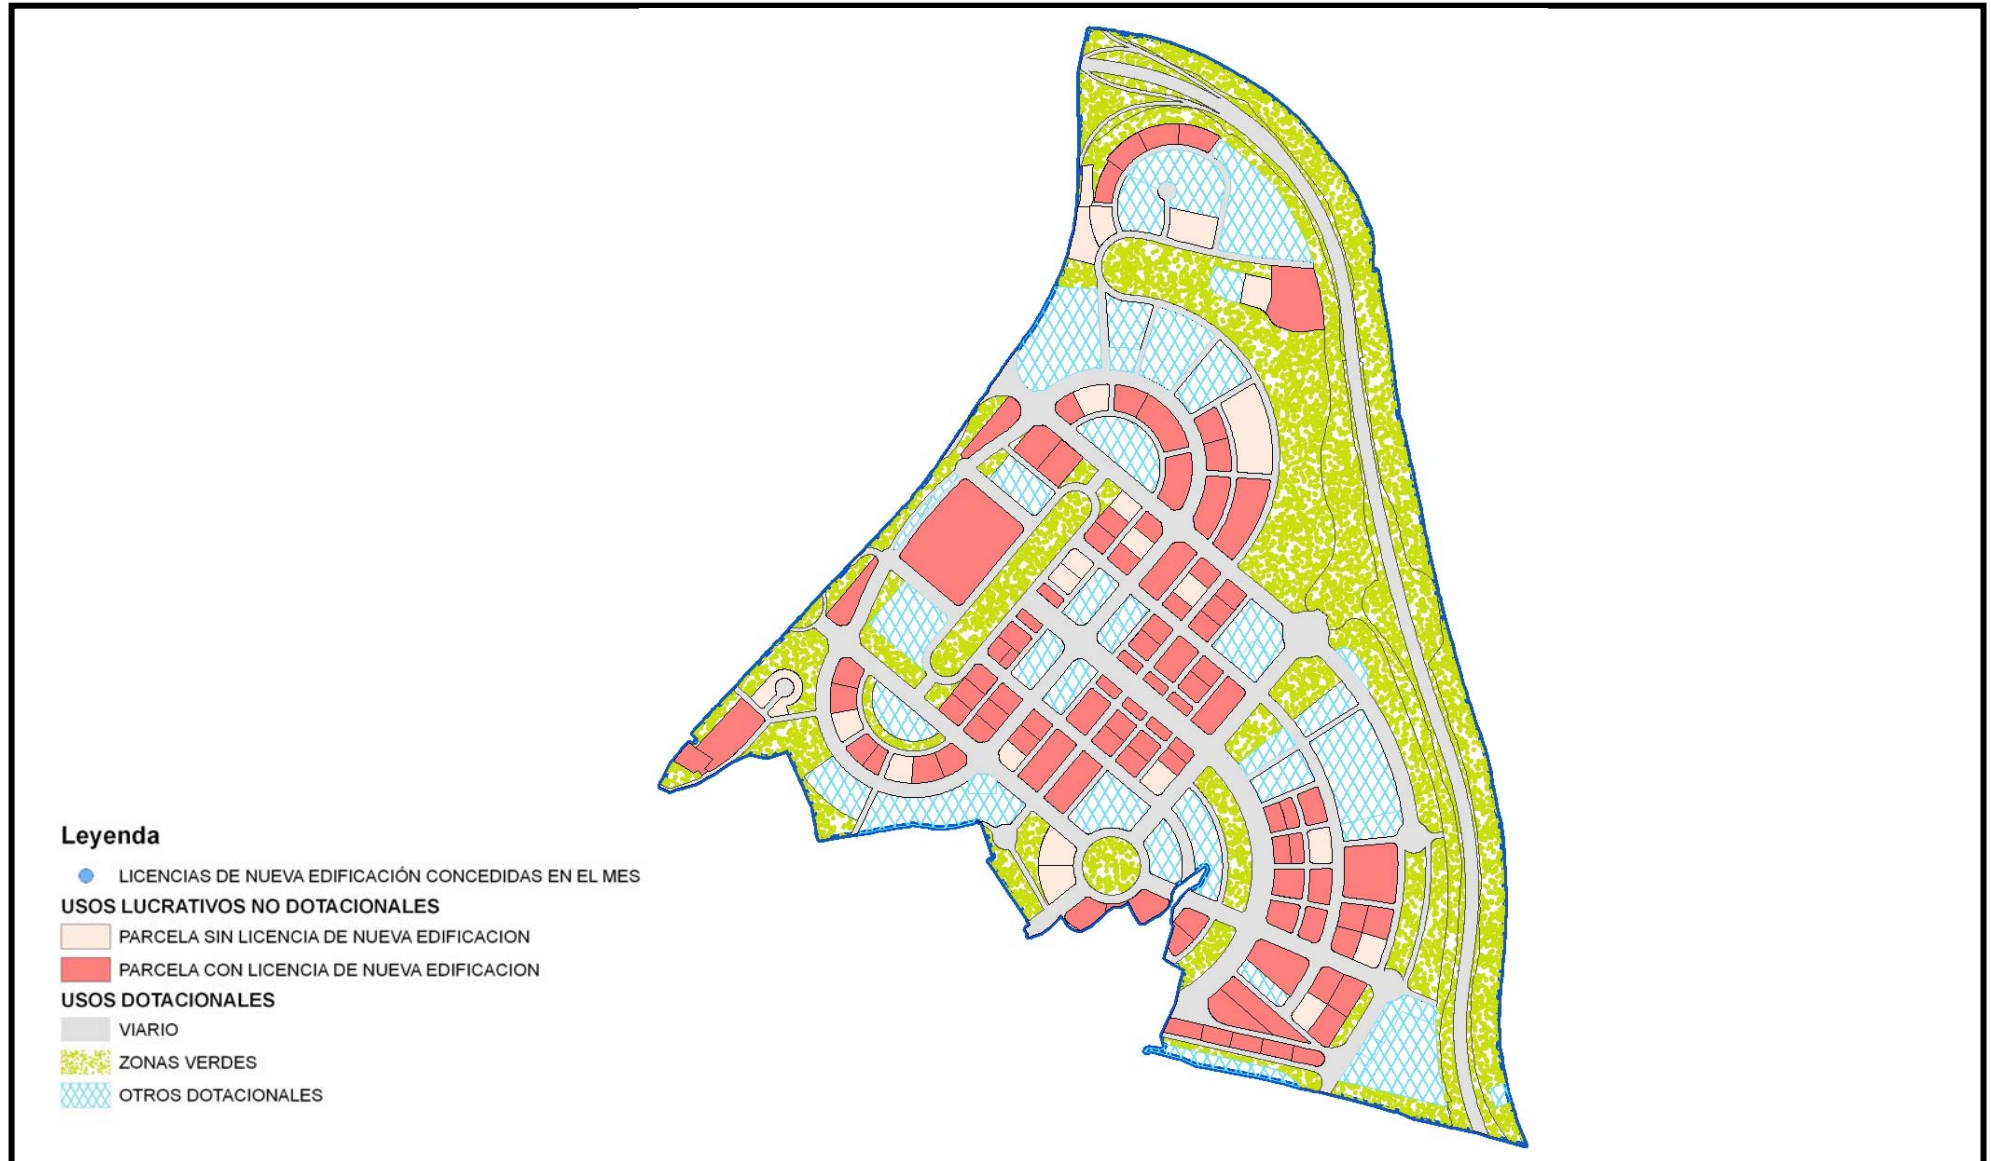 Leyenda
LICENCIAS DE NUEVA EDIFICACIÓN CONCEDIDAS EN EL MES
USOS LUCRATIVOS NO DOTACIONALES
PARCELA SIN LICENCIA DE NUEVA EDIFICACION
PARCELA CON LICENCIA DE NUEVA EDIFICACION
USOS DOTACIONALES
VIARIO
ZONAS VERDES
OTROS DOTACIONALES